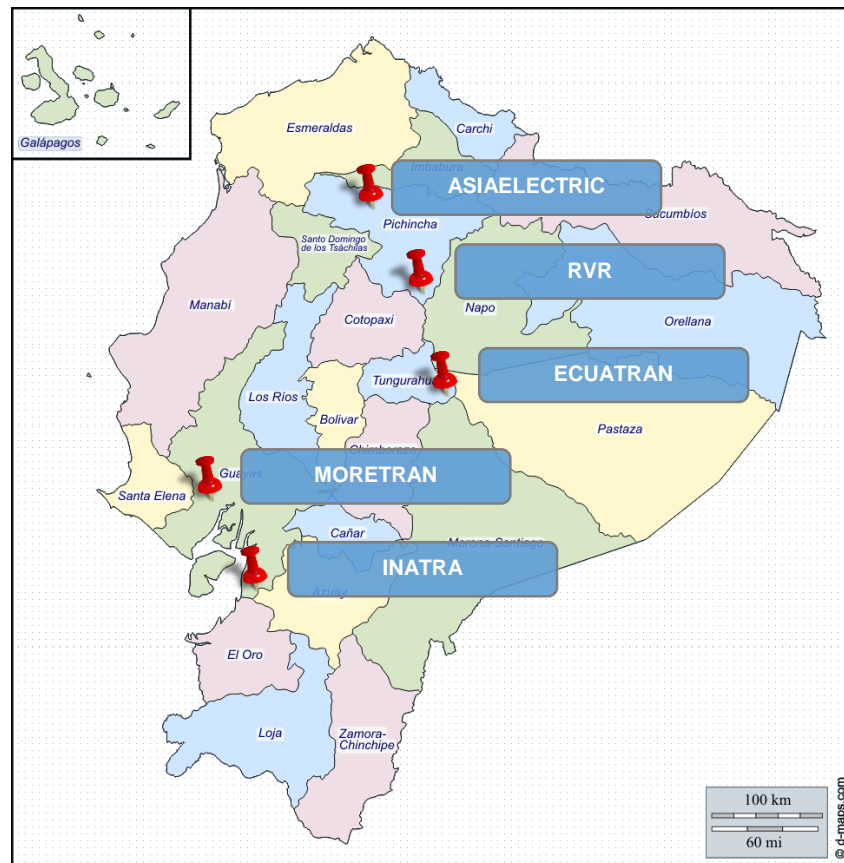 Galápagos
Esmeraldas
Carchi
Imbabura
ASIAELECTRIC
Sucumbíos
Pichincha
Santo Domingo
de los Tsáchilas
RVR
Manabí
Cotopaxi
Napo
Orellana
Tungurahua
ECUATRAN
Los Ríos
Bolívar
Pastaza
Chimborazo
Guayas
MORETRAN
Santa Elena
Cañar
Morona-Santiago
INATRA
Azuay
El Oro
Loja
Zamora-
Chinchipe
100 km
60 mi
© d-maps.com